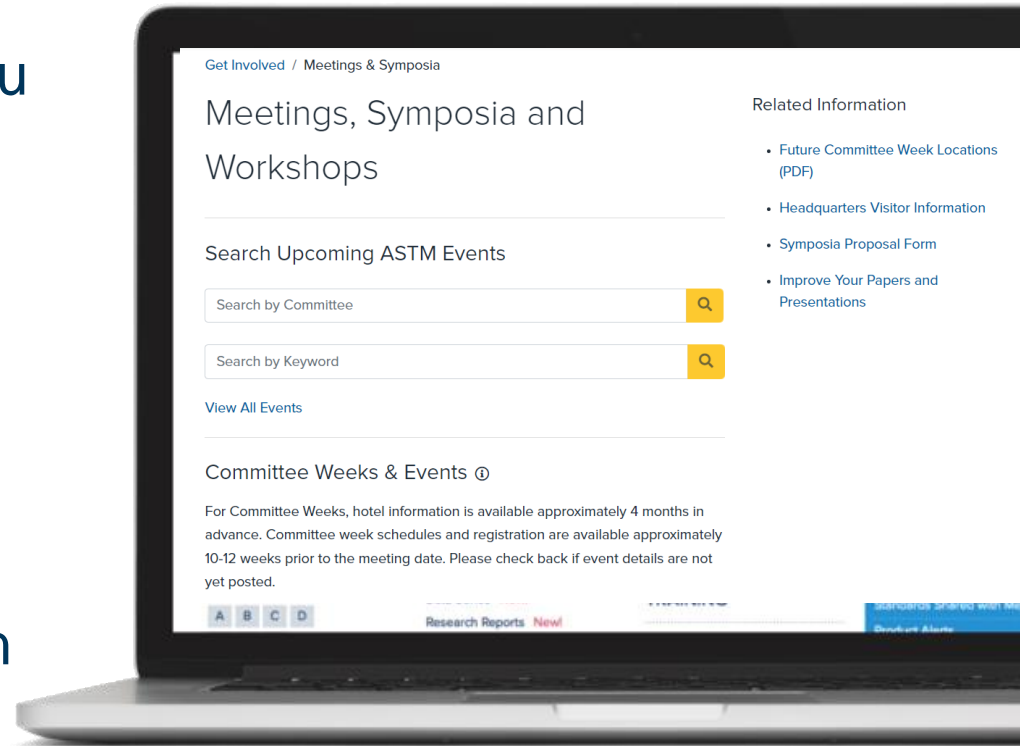 u
Get Involved / Meetings & Symposia
Meetings, Symposia and
Workshops
Search Upcoming ASTM Events
Search by Committee
Search by Keyword
View All Events
Committee Weeks & Events
For Committee Weeks, hotel information is available approximately 4 months in
advance. Committee week schedules and registration are available approximately
10-12 weeks prior to the meeting date. Please check back if event details are not
yet posted.
Related Information
• Future Committee Week Locations
(PDF)
• Headquarters Visitor Information
• Symposia Proposal Form
• Improve Your Papers and
Presentations
A B C D
Research Reports New!
Product Alerts